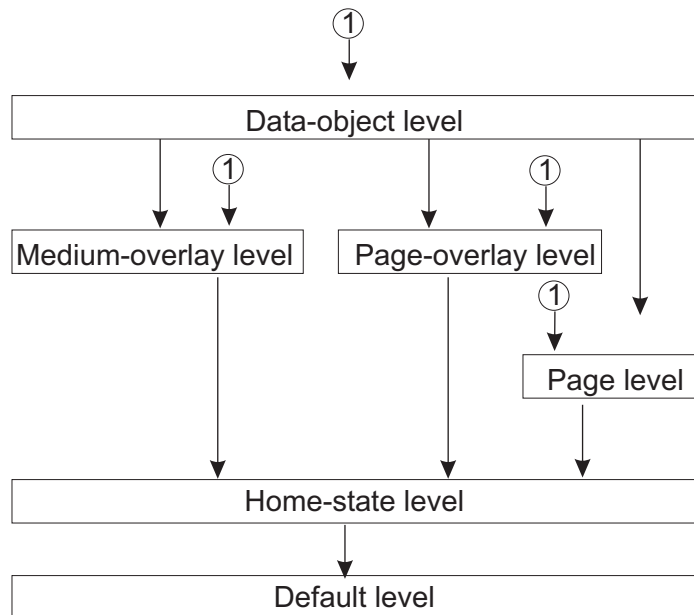 1
Data-object level
1
1
Medium-overlay level
Page-overlay level
1
Page level
Home-state level
Default level